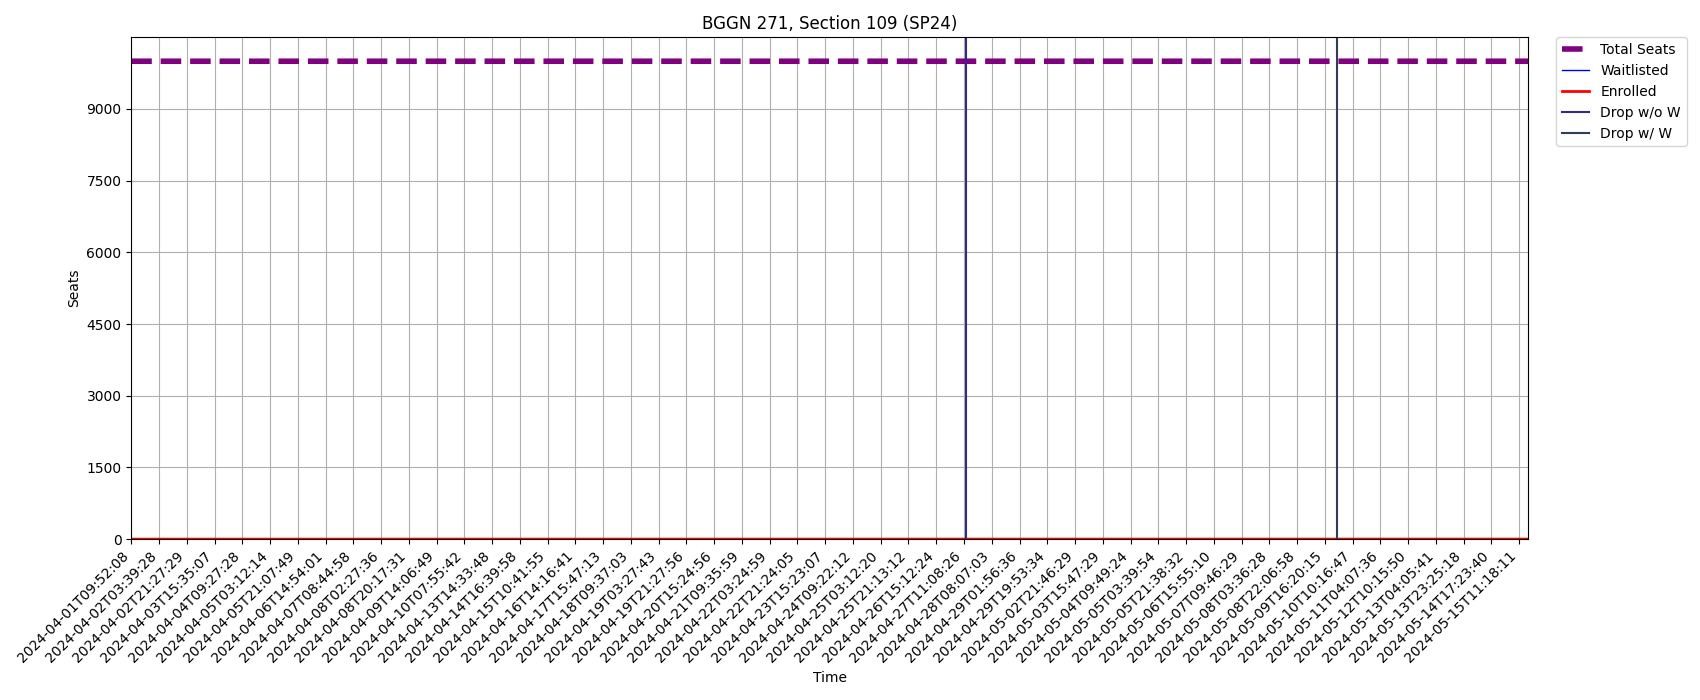 BGGN 271, Section 109 (SP24)
Total Seats
Waitlisted
Enrolled
Drop w/o W
Drop w/ W
Seats
9000
7500
6000
4500
3000
1500
0
2024-04-01T09:52:08
2024-04-02T03:39:28
2024-04-02T21:27:29
2024-04-03T15:35:07
2024-04-04T09:27:28
2024-04-05T03:12:14
2024-04-05T21:07:49
2024-04-06T14:54:01
2024-04-07T08:44:58
2024-04-08T02:27:36
2024-04-08T20:17:31
2024-04-09T14:06:49
2024-04-10T07:55:42
2024-04-13T14:33:48
2024-04-14T16:39:58
2024-04-15T10:41:55
2024-04-16T14:16:41
2024-04-17T15:47:13
2024-04-18T09:37:03
2024-04-19T03:27:43
2024-04-19T21:27:56
2024-04-20T15:24:56
2024-04-21T09:35:59
2024-04-22T03:24:59
2024-04-22T21:24:05
2024-04-23T15:23:07
2024-04-24T09:22:12
2024-04-25T03:12:20
2024-04-25T21:13:12
2024-04-26T15:12:24
2024-04-27T11:08:26
2024-04-28T08:07:03
2024-04-29T01:56:36
2024-04-29T19:53:34
2024-05-02T21:46:29
2024-05-03T15:47:29
2024-05-04T09:49:24
2024-05-05T03:39:54
2024-05-05T21:38:32
2024-05-06T15:55:10
2024-05-07T09:46:29
2024-05-08T03:36:28
2024-05-08T22:06:58
2024-05-09T16:20:15
2024-05-10T10:16:47
2024-05-11T04:07:36
2024-05-12T10:15:50
2024-05-13T04:05:41
2024-05-13T23:25:18
2024-05-14T17:23:40
2024-05-15T11:18:11
Time